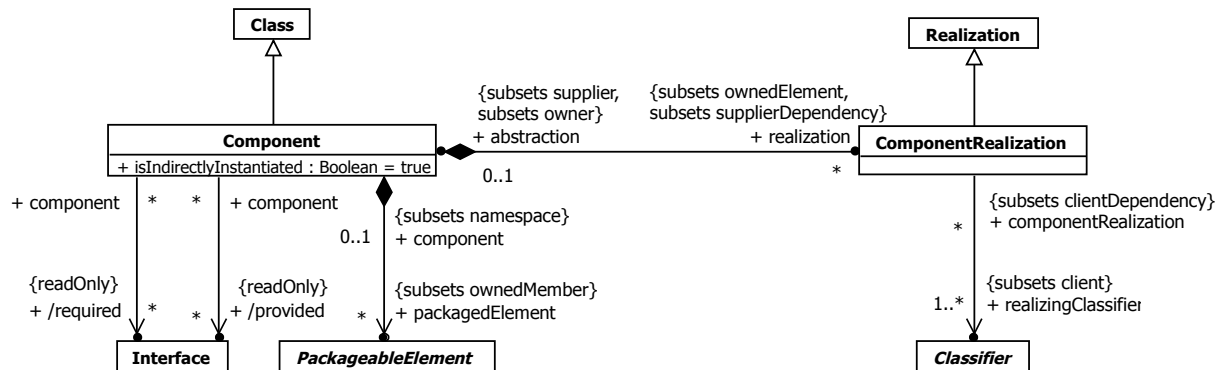 Class
Realization
{subsets supplier,
subsets owner}
+ abstraction
{subsets ownedElement,
subsets supplierDependency}
+ realization
Component
+ isIndirectlyInstantiated : Boolean = true
ComponentRealization
0..1
*
+ component
*
*
+ component
{subsets namespace}
+ component
0..1
{subsets clientDependency}
+ componentRealization
*
{readOnly}
+ /required
*
*
{readOnly}
+ /provided
{subsets ownedMember}
+ packagedElement
*
{subsets client}
+ realizingClassifier
1..*
Interface
PackageableElement
Classifier